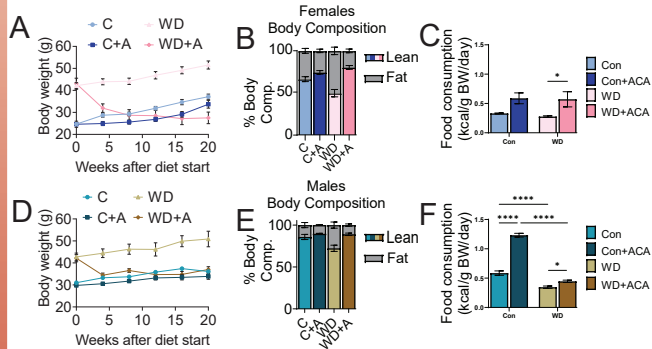 A
C
WD
C+A
WD+A
Body weight (g)
60
50
40
30
20
0
5
10
15
20
Weeks after diet start
B
Females
Body Composition
% Body
Comp.
100
50
0
C
C+A
WD
WD+A
Lean
Fat
C
Food consumption
(kcal/g BW/day)
1.5
1.0
0.5
0.0
*
Con
WD
Con
Con+ACA
WD
WD+ACA
D
C
WD
C+A
WD+A
Body weight (g)
60
50
40
30
20
0
5
10
15
20
Weeks after diet start
E
Males
Body Composition
% Body
Comp.
100
50
0
C
C+A
WD
WD+A
Lean
Fat
F
Food consumption
(kcal/g BW/day)
1.5
1.0
0.5
0.0
****
****
****
*
Con
WD
Con
Con+ACA
WD
WD+ACA